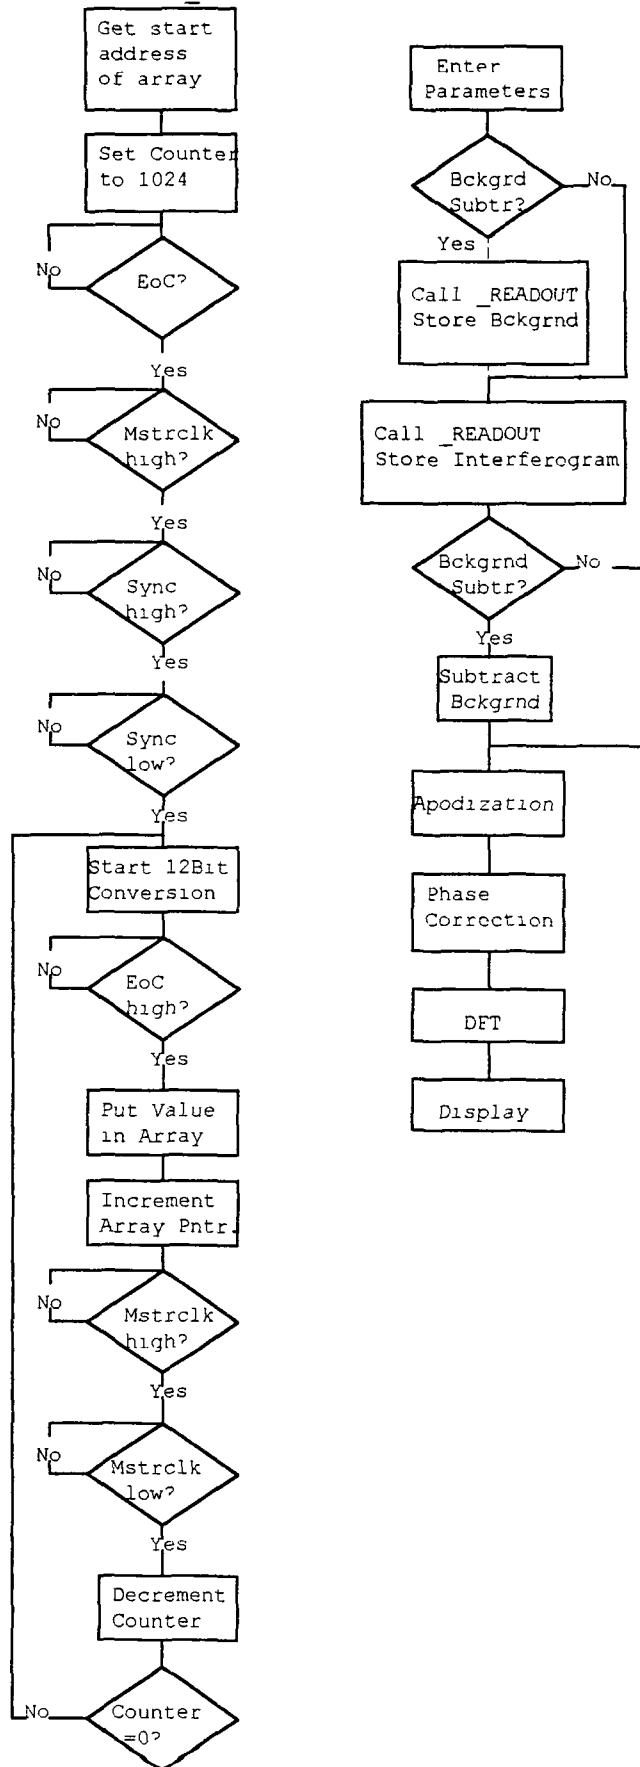 Get start
address
of array
Set Counter
to 1024
EoC?
No
Yes
Mstrclk
high?
No
Yes
Sync
high?
No
Yes
Sync
low?
No
Yes
Start 12Bit
Conversion
EoC
high?
No
Yes
Put Value
in Array
Increment
Array Pntr.
Mstrclk
high?
No
Yes
Mstrclk
low?
No
Yes
Decrement
Counter
Counter
=0?
No
Enter
Parameters
Bckgrd
Subtr?
No
Yes
Call _READOUT
Store Bckgrnd
Call _READOUT
Store Interferogram
Bckgrnd
Subtr?
No
Yes
Subtract
Bckgrnd
Apodization
Phase
Correction
DFT
Display